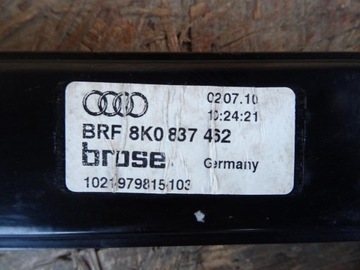 02.07.10
10:24:21
BRF 8K0 837 462
brose
Germany
1021979815103